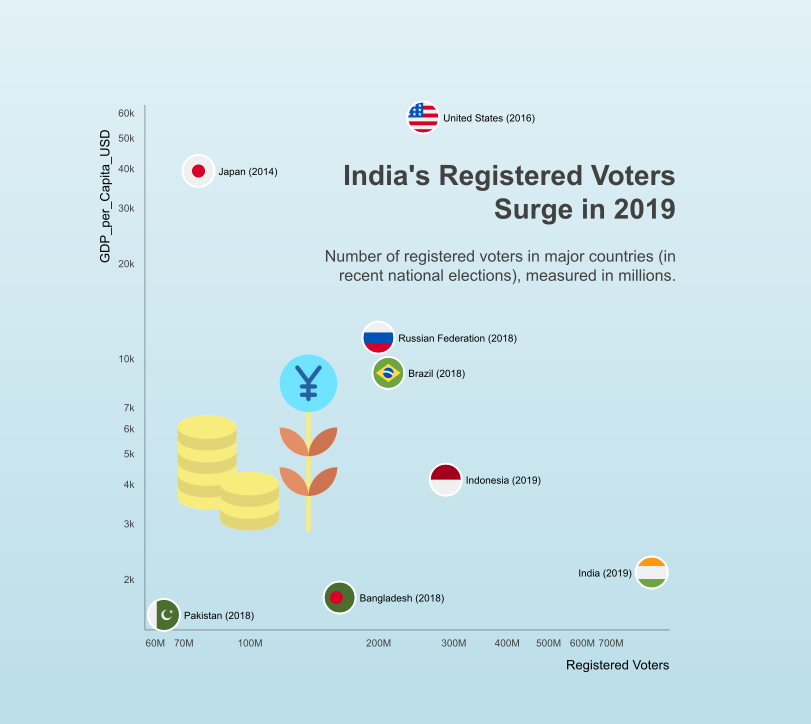 60k
United States (2016)
50k
GDP_per_Capita_USD
40k
Japan (2014)
30k
20k
India's Registered Voters
Surge in 2019
Number of registered voters in major countries (in
recent national elections), measured in millions.
Russian Federation (2018)
10k
Brazil (2018)
¥
7k
6k
5k
4k
Indonesia (2019)
3k
India (2019)
2k
Bangladesh (2018)
Pakistan (2018)
60M 70M 100M 200M 300M 400M 500M 600M 700M
Registered Voters